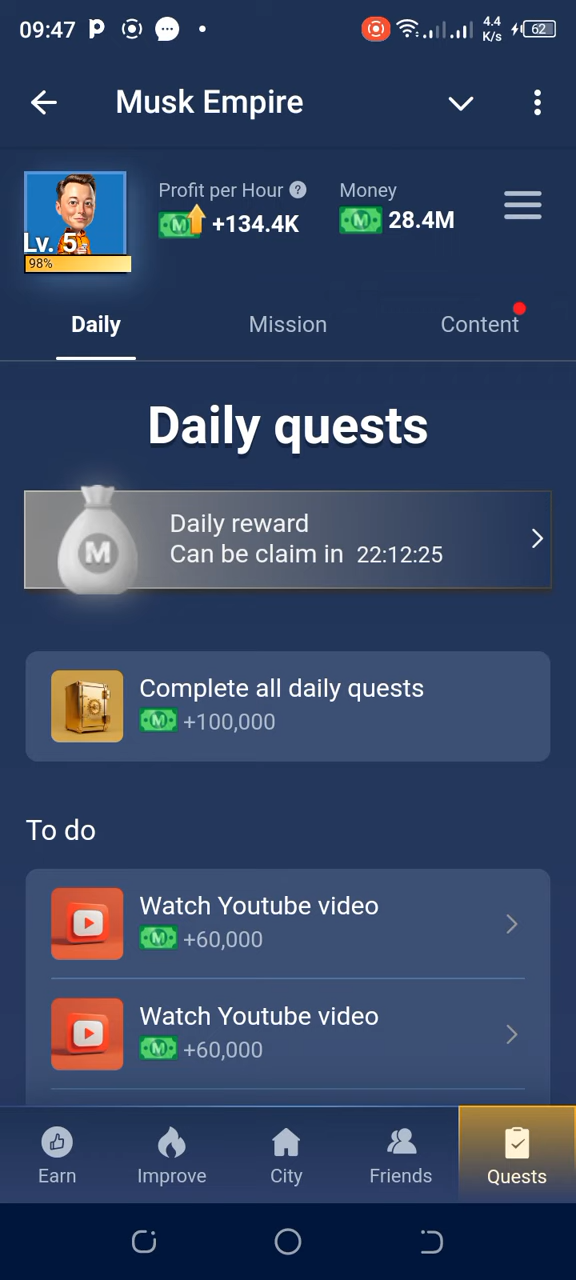 09:47
4.4 K/s
62
Musk Empire
Profit per Hour ?
Money
+134.4K
28.4M
Lv. 5
98%
Daily
Mission
Content
Daily quests
Daily reward
Can be claim in 22:12:25
Complete all daily quests
+100,000
To do
Watch Youtube video
+60,000
Watch Youtube video
+60,000
Earn
Improve
City
Friends
Quests